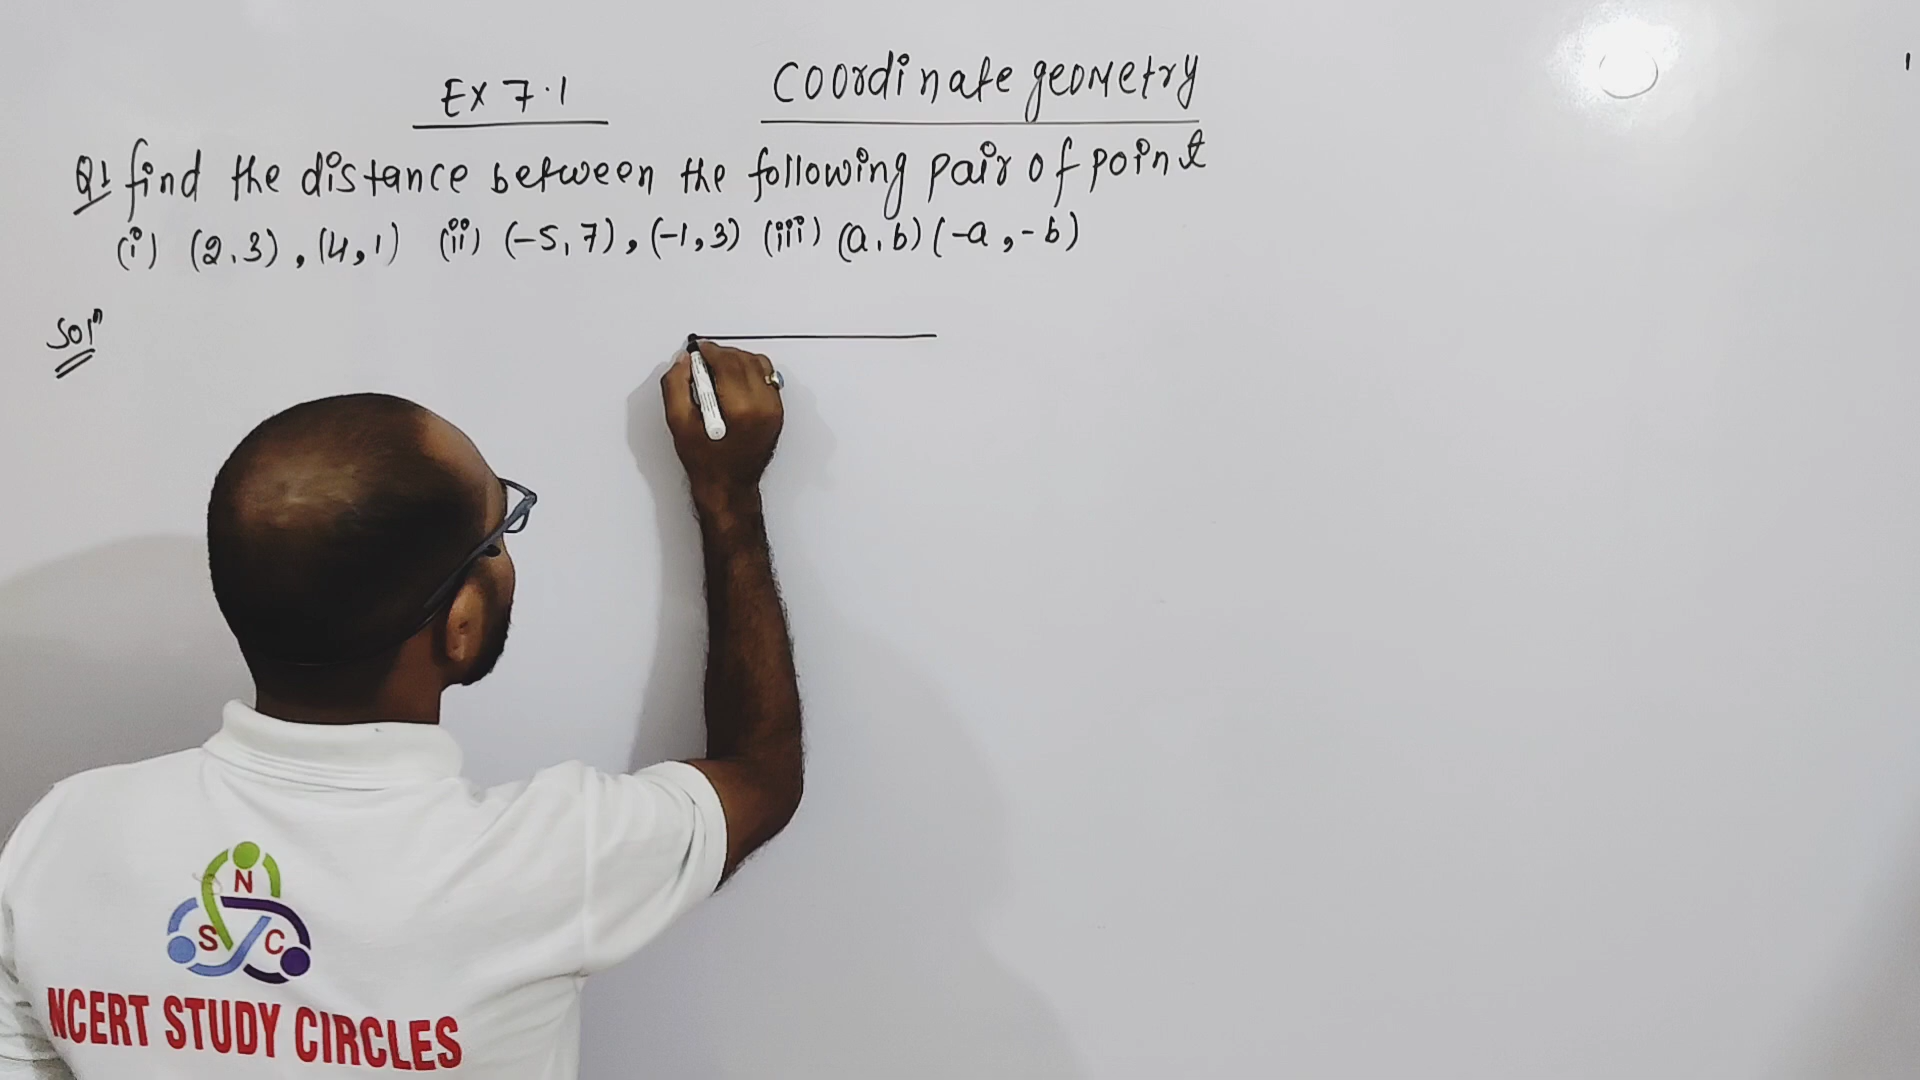 Ex 7.1
Coordinate geometry
Q1 find the distance between the following pair of point
(i) (2,3), (4,1) (ii) (-5,7), (-1,3) (iii) (a,b) (-a,-b)
Solⁿ
N
S C
NCERT STUDY CIRCLES